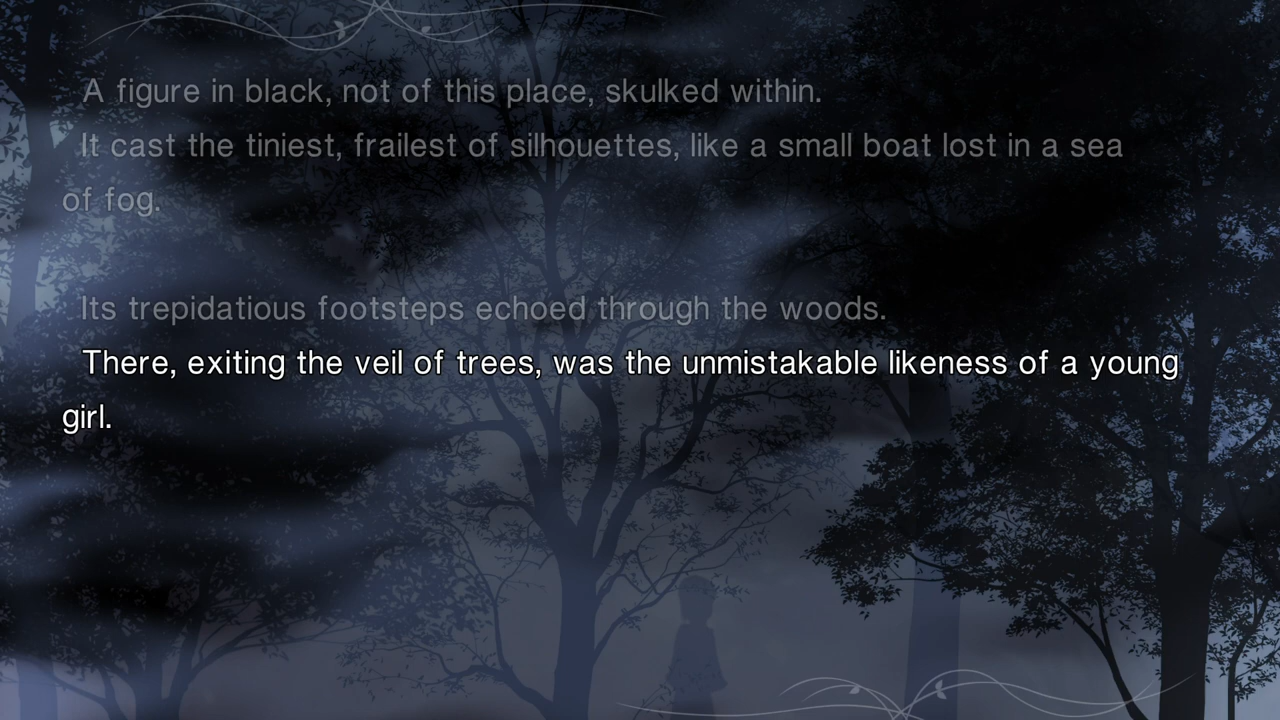 A figure in black, not of this place, skulked within.
It cast the tiniest, frailest of silhouettes, like a small boat lost in a sea
of fog.
Its trepidatious footsteps echoed through the woods.
There, exiting the veil of trees, was the unmistakable likeness of a young
girl.